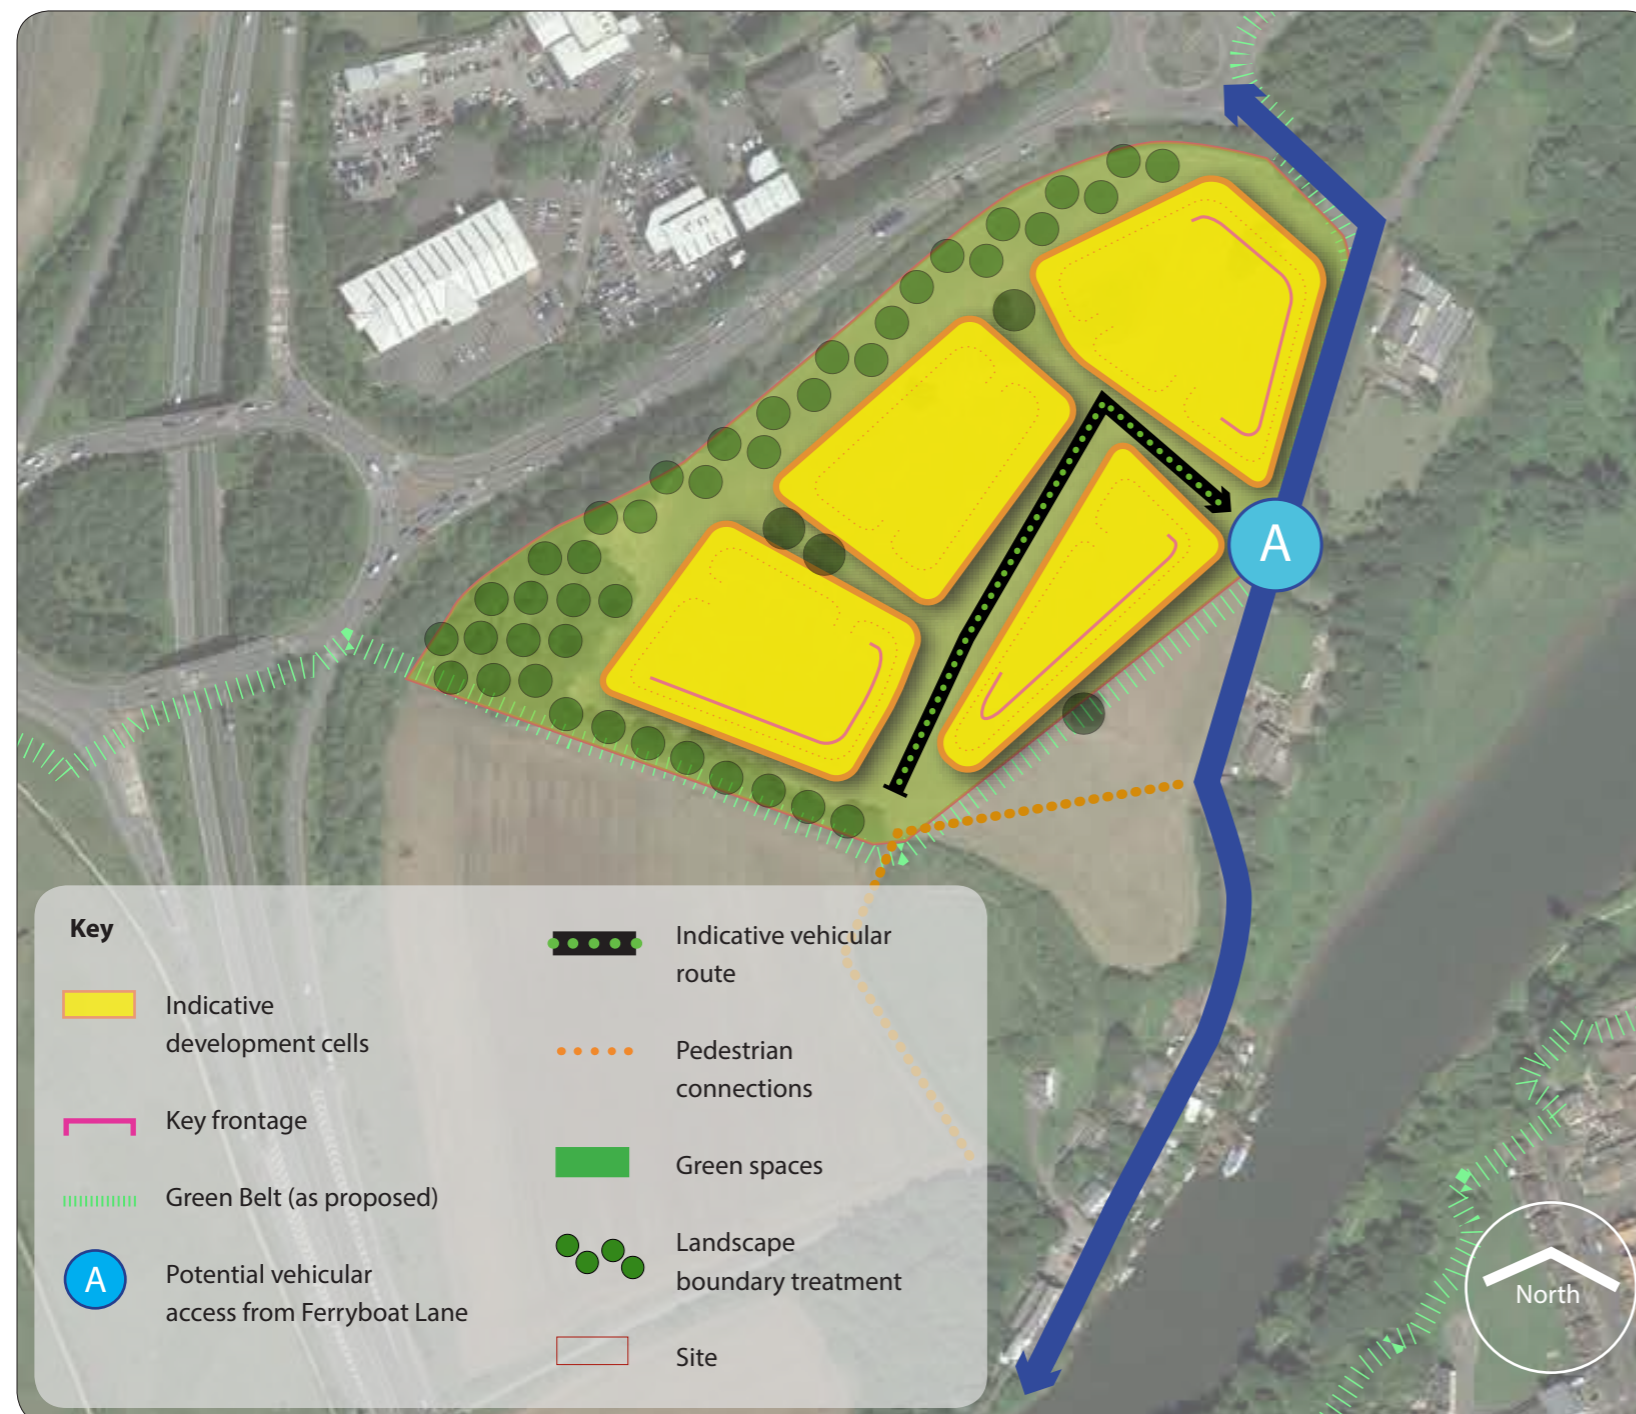 A
Key
Indicative
development cells
Key frontage
Green Belt (as proposed)
A
Potential vehicular
access from Ferryboat Lane
Indicative vehicular
route
Pedestrian
connections
Green spaces
Landscape
boundary treatment
Site
North